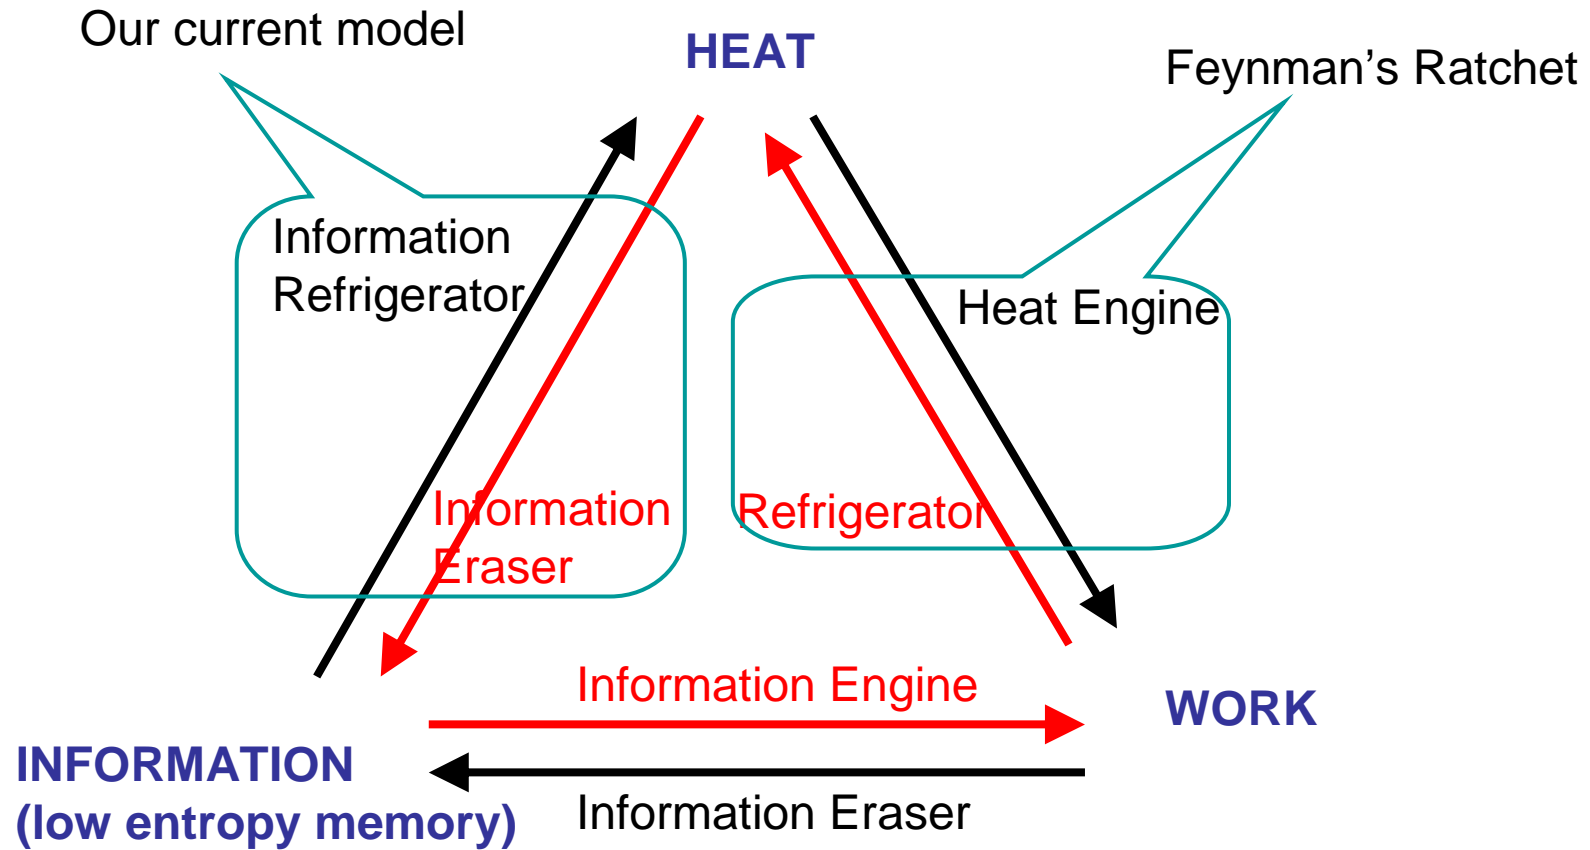 Our current model
HEAT
Feynman's Ratchet
Information
Refrigerator
Heat Engine
Information
Eraser
Refrigerator
Information Engine
WORK
INFORMATION
(low entropy memory)
Information Eraser